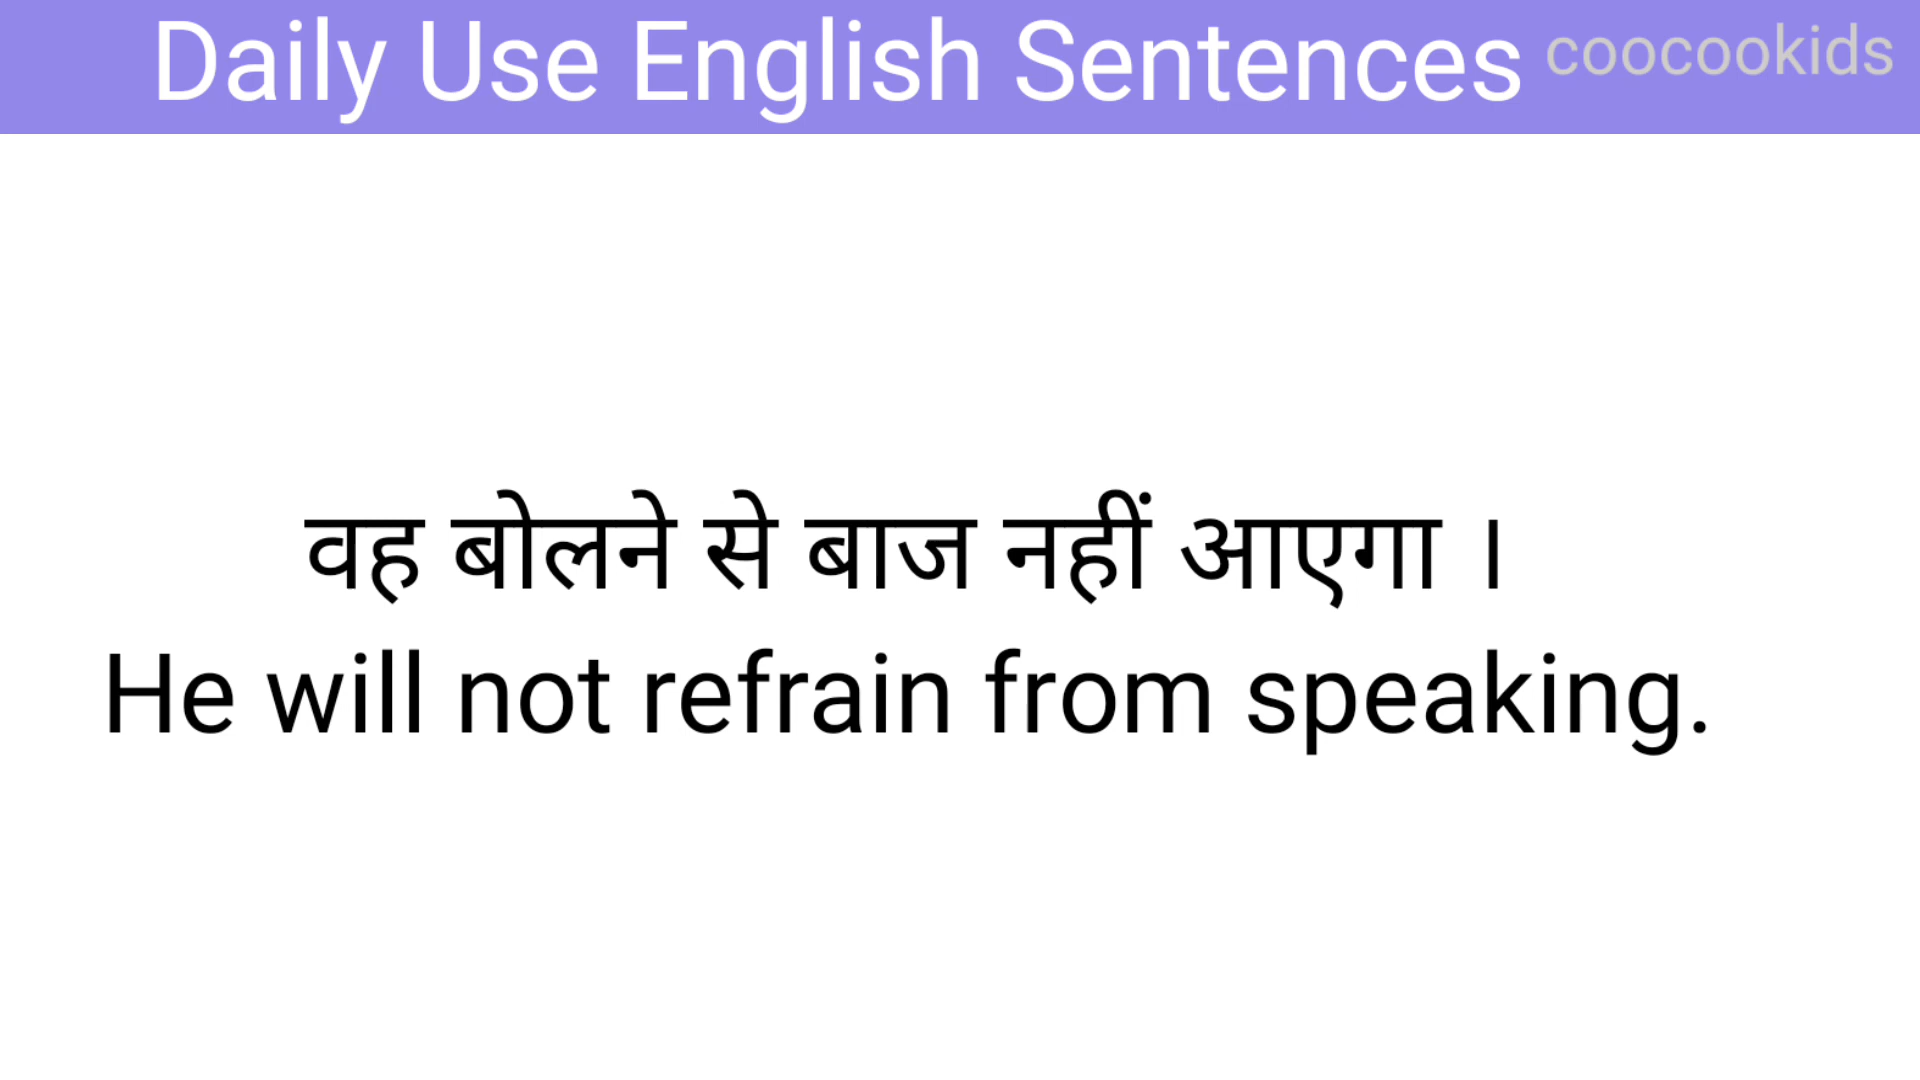 Daily Use English Sentences coocookids
वह बोलने से बाज नहीं आएगा ।
He will not refrain from speaking.